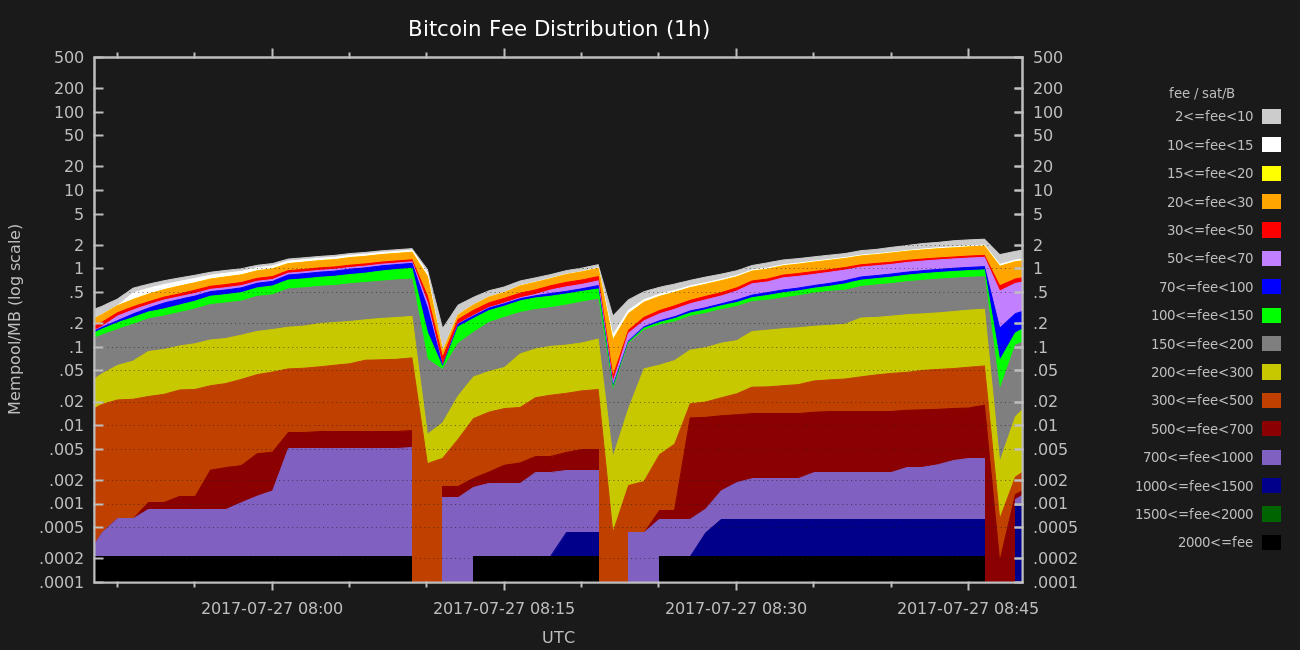 Bitcoin Fee Distribution (1h)
500 500
200 200
100 100
50 50
20 20
10 10
5 5
2 2
1 1
.5 .5
.2 .2
.1 .1
.05 .05
.02 .02
.01 .01
.005 .005
.002 .002
.001 .001
.0005 .0005
.0002 .0002
.0001 .0001
Mempool/MB (log scale)
2017-07-27 08:00 2017-07-27 08:15 2017-07-27 08:30 2017-07-27 08:45
UTC
fee / sat/B
2<=fee<10
10<=fee<15
15<=fee<20
20<=fee<30
30<=fee<50
50<=fee<70
70<=fee<100
100<=fee<150
150<=fee<200
200<=fee<300
300<=fee<500
500<=fee<700
700<=fee<1000
1000<=fee<1500
1500<=fee<2000
2000<=fee